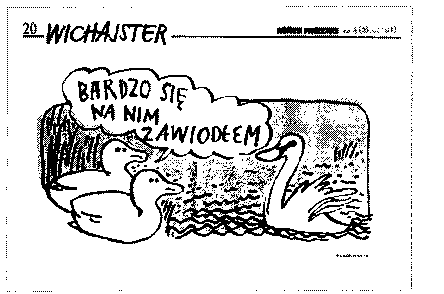 20 WICHAJSTER
BARDZO SIĘ
NA NIM
ZAWIODŁEM